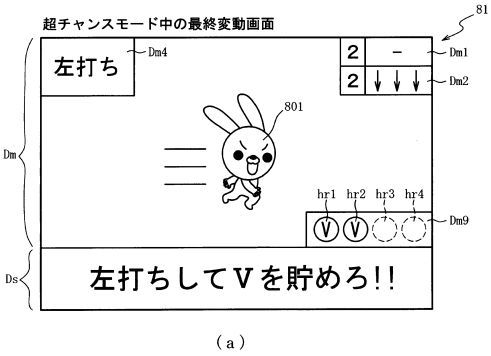 超チャンスモード中の最終変動画面
81
左打ち
Dm4
2 − Dm1
2 ↓ ↓ ↓ Dm2
801
Dm
hr1 hr2 hr3 hr4
V V
Dm9
Ds
左打ちしてVを貯めろ!!
(a)